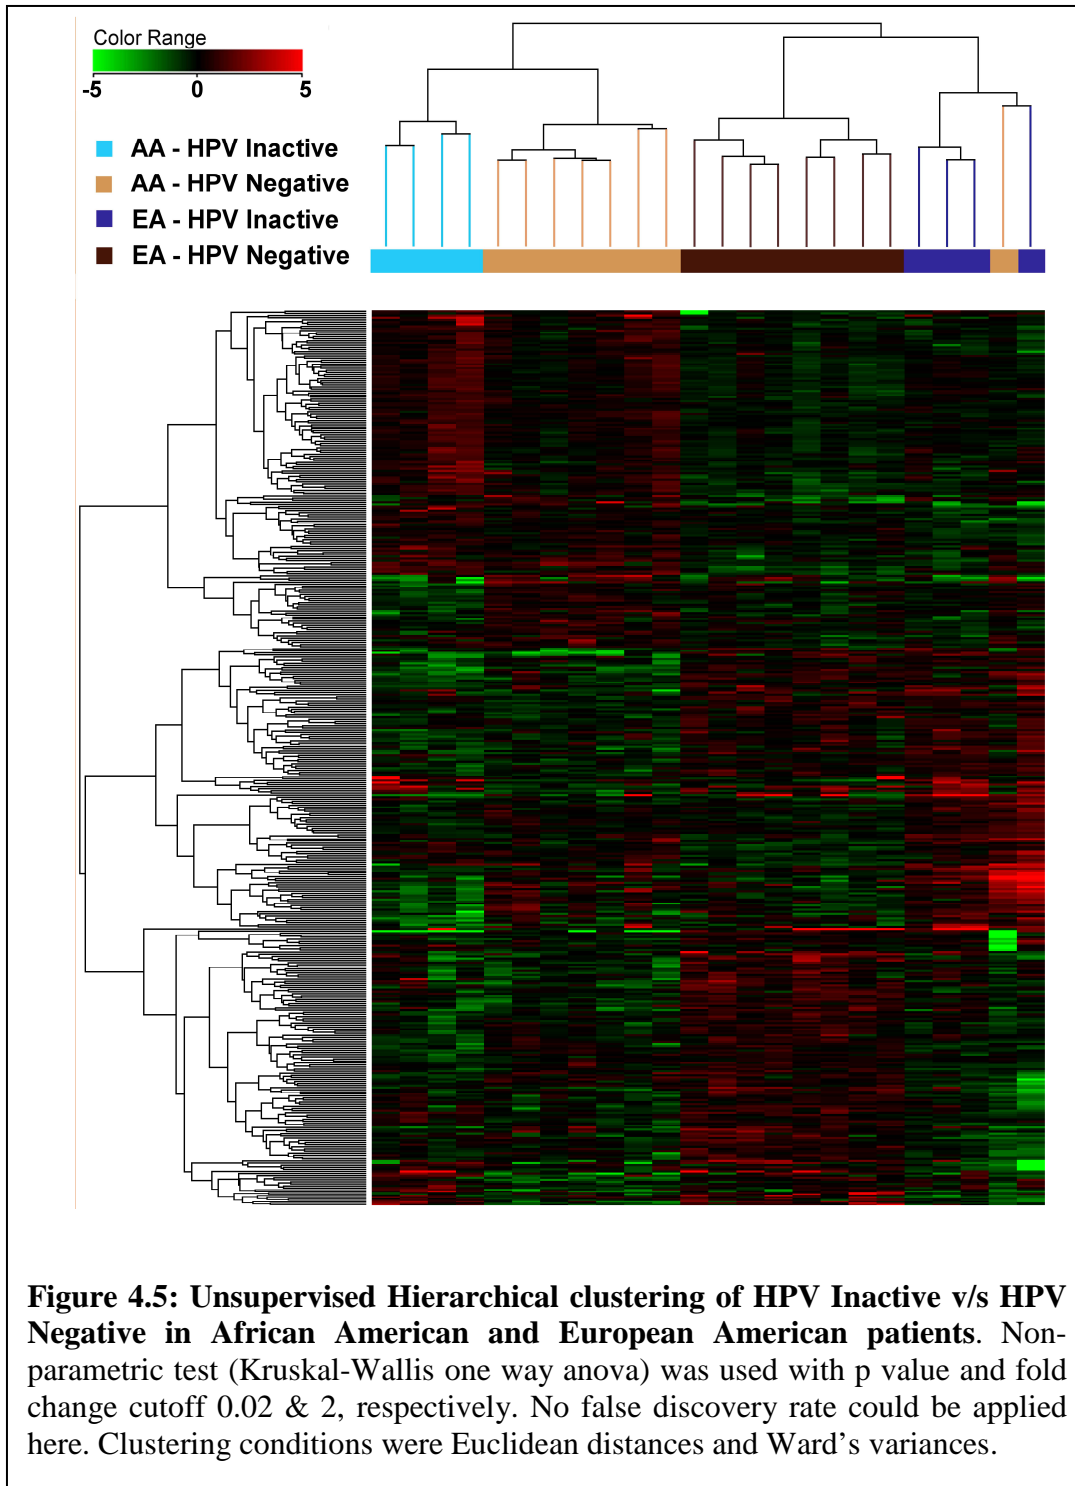 Color Range
-5 0 5
AA - HPV Inactive
AA - HPV Negative
EA - HPV Inactive
EA - HPV Negative
Figure 4.5: Unsupervised Hierarchical clustering of HPV Inactive v/s HPV
Negative in African American and European American patients. Non-
parametric test (Kruskal-Wallis one way anova) was used with p value and fold
change cutoff 0.02 & 2, respectively. No false discovery rate could be applied
here. Clustering conditions were Euclidean distances and Ward's variances.